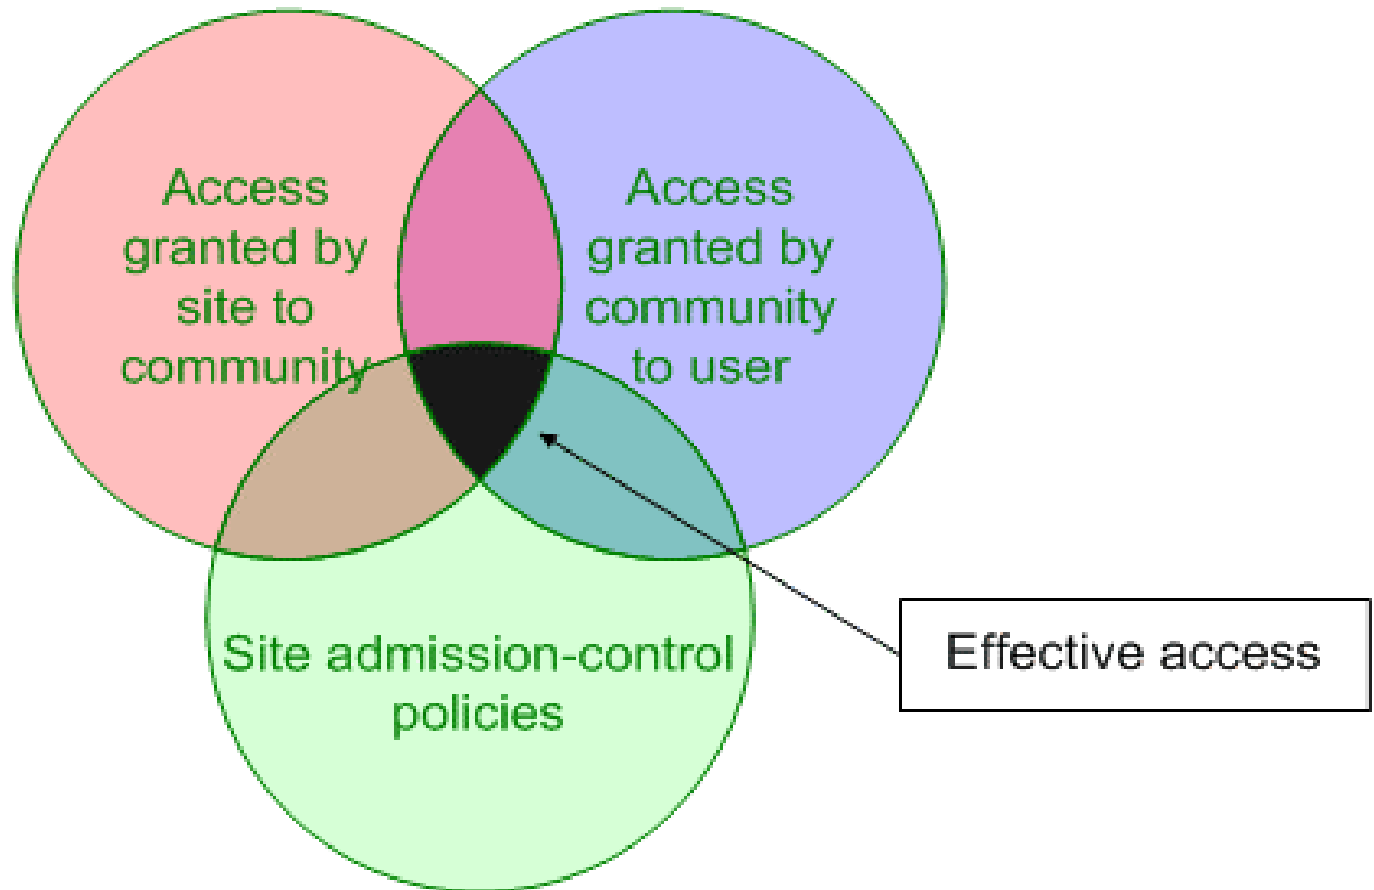 Access
granted by
site to
community
Access
granted by
community
to user
Site admission-control
policies
Effective access